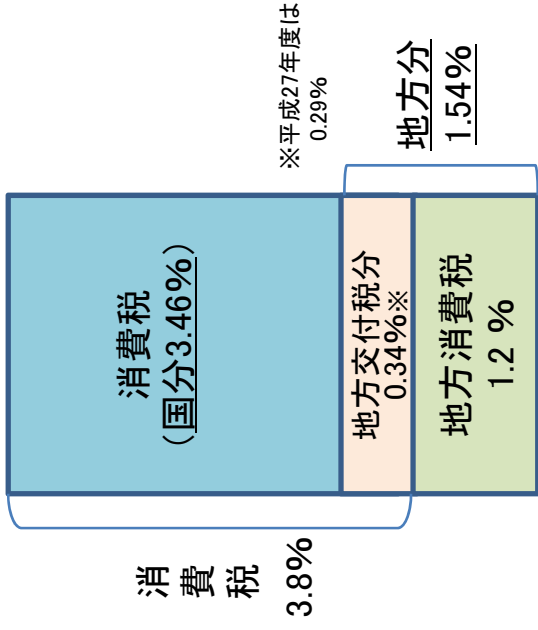 消費税
3.8%
消費税
（国分3.46%）
地方交付税分
0.34%※
地方消費税
1.2 %
※平成27年度は
0.29%
地方分
1.54%